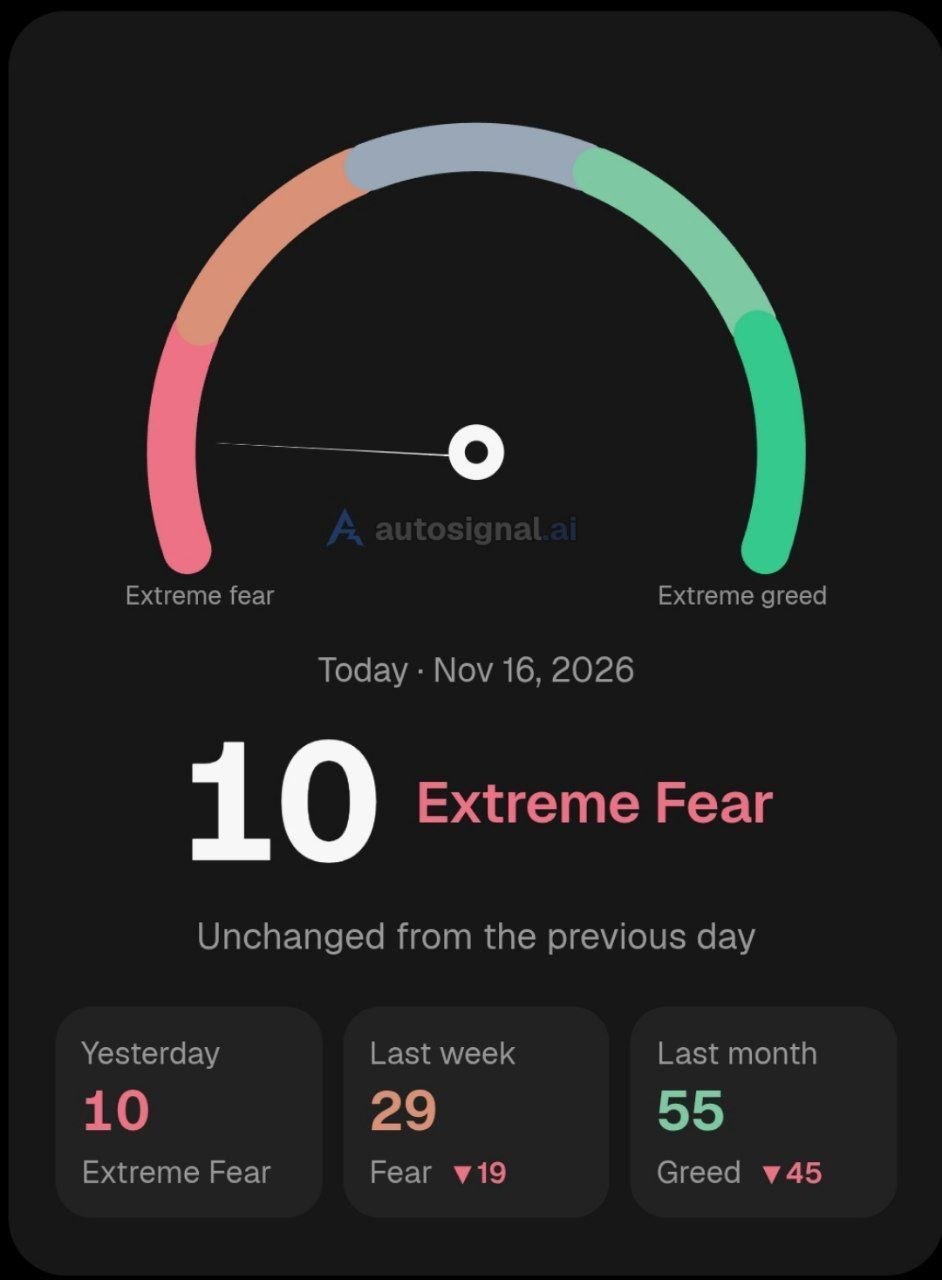 autosignal.ai
Extreme fear
Extreme greed
Today · Nov 16, 2026
10 Extreme Fear
Unchanged from the previous day
Yesterday
10
Extreme Fear
Last week
29
Fear ▼19
Last month
55
Greed ▼45